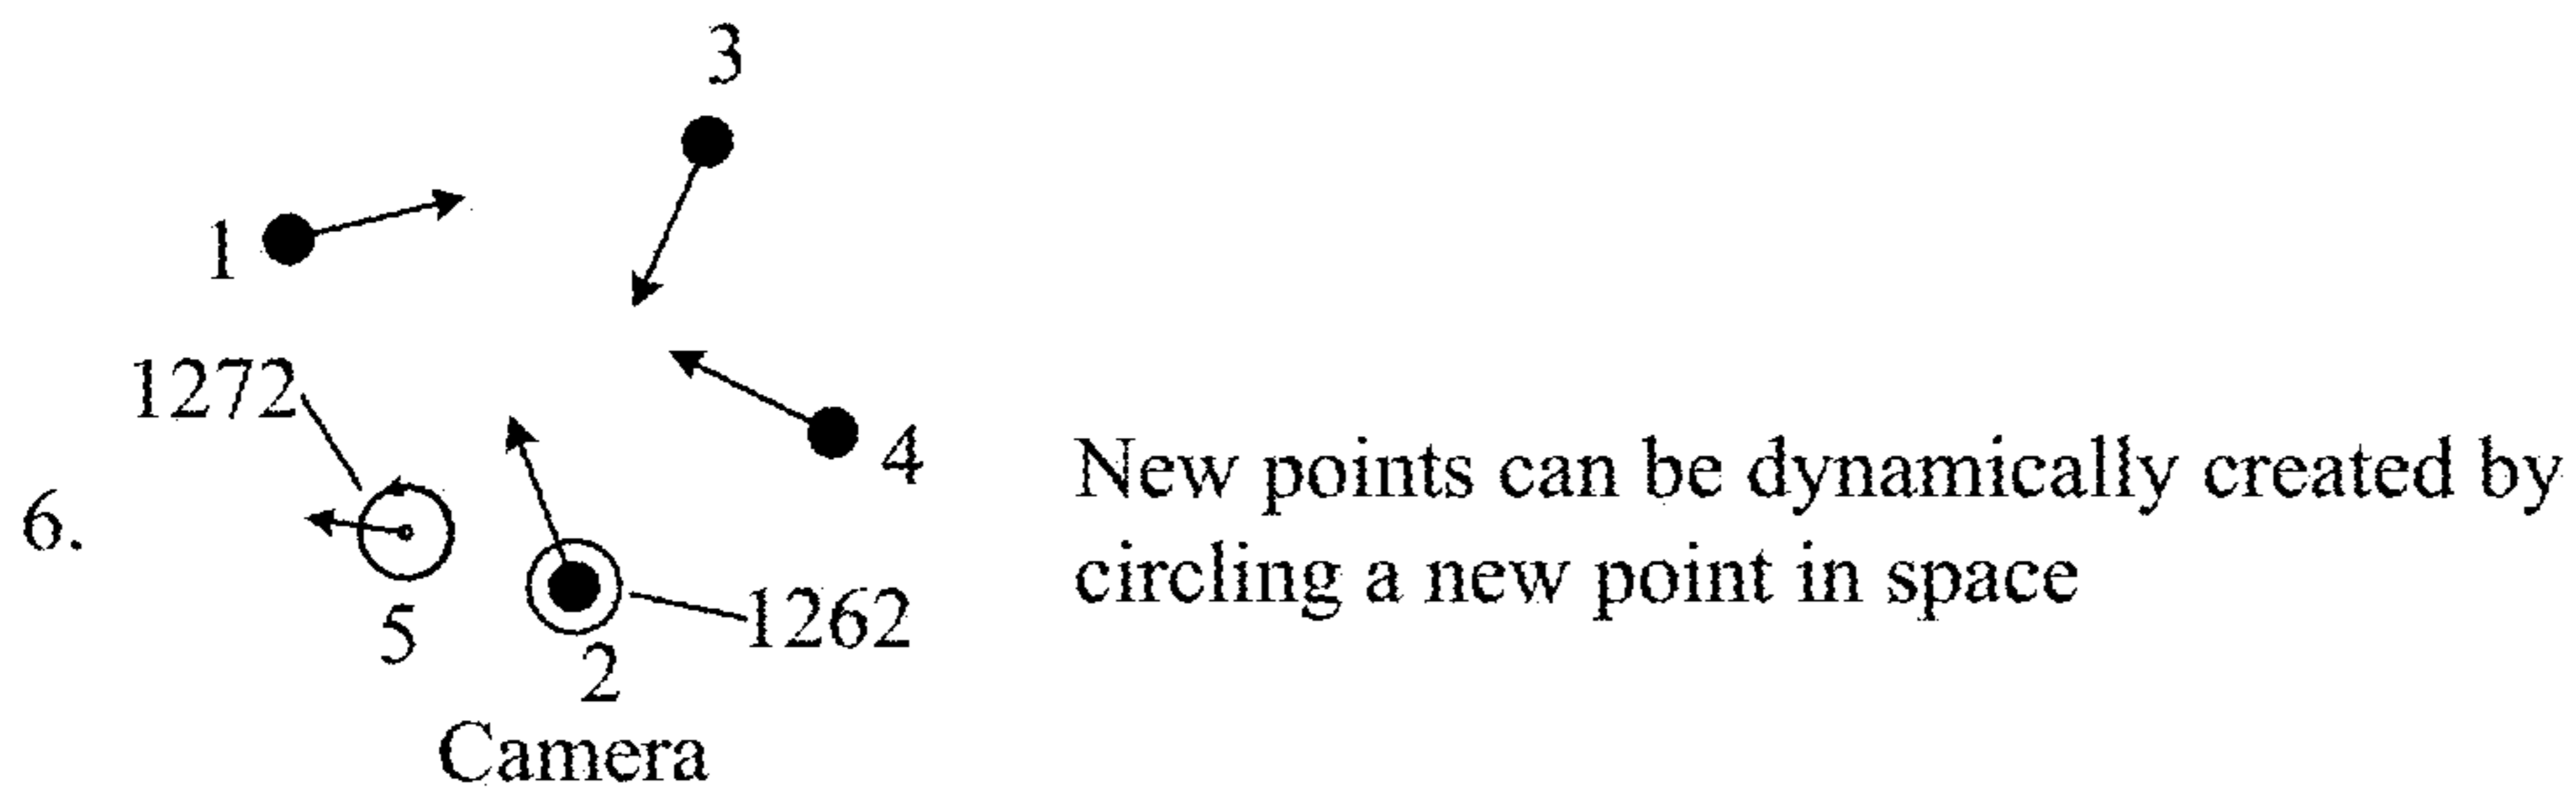 3
1
1272
4
New points can be dynamically created by
6.
circling a new point in space
5
1262
2
Camera